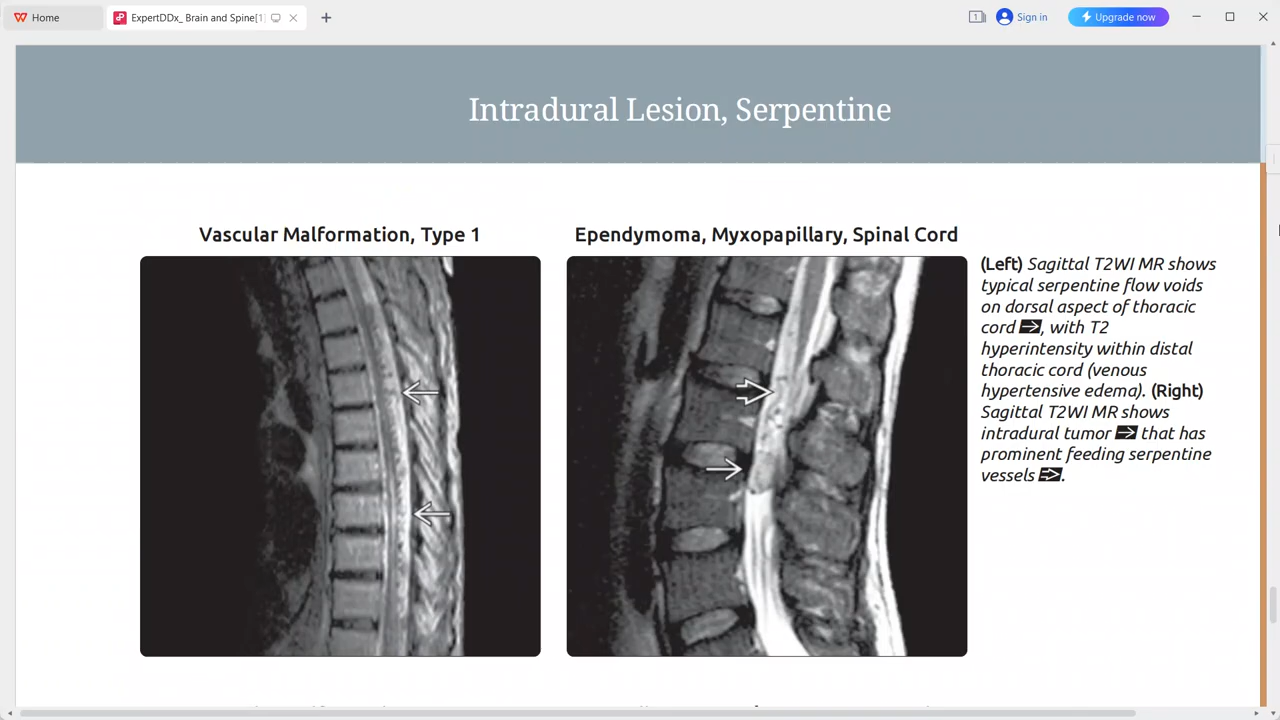 Home
ExpertDDx_ Brain and Spine[1]
1
Sign in
Upgrade now
Intradural Lesion, Serpentine
Vascular Malformation, Type 1
Ependymoma, Myxopapillary, Spinal Cord
(Left) Sagittal T2WI MR shows
typical serpentine flow voids
on dorsal aspect of thoracic
cord ➡, with T2
hyperintensity within distal
thoracic cord (venous
hypertensive edema). (Right)
Sagittal T2WI MR shows
intradural tumor ➡ that has
prominent feeding serpentine
vessels ➡.